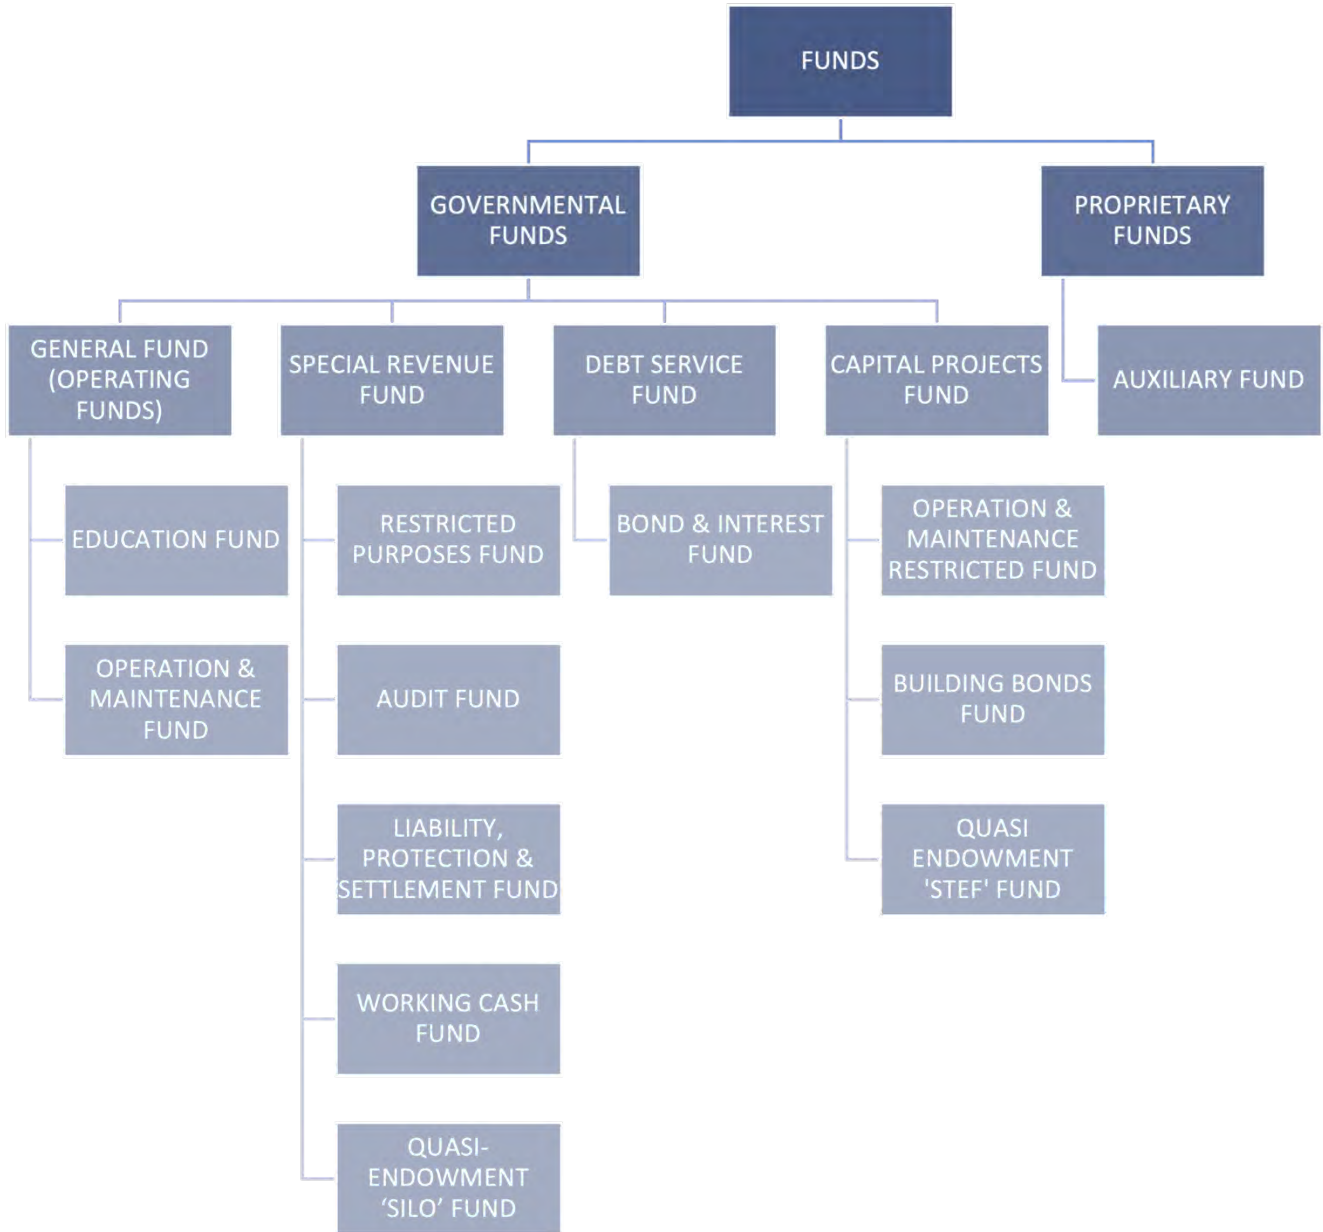 FUNDS
GOVERNMENTAL
FUNDS
PROPRIETARY
FUNDS
GENERAL FUND
(OPERATING
FUNDS)
SPECIAL REVENUE
FUND
DEBT SERVICE
FUND
CAPITAL PROJECTS
FUND
AUXILIARY FUND
EDUCATION FUND
RESTRICTED
PURPOSES FUND
BOND & INTEREST
FUND
OPERATION &
MAINTENANCE
RESTRICTED FUND
OPERATION &
MAINTENANCE
FUND
AUDIT FUND
BUILDING BONDS
FUND
LIABILITY,
PROTECTION &
SETTLEMENT FUND
QUASI
ENDOWMENT
'STEF' FUND
WORKING CASH
FUND
QUASI-
ENDOWMENT
‘SILO’ FUND